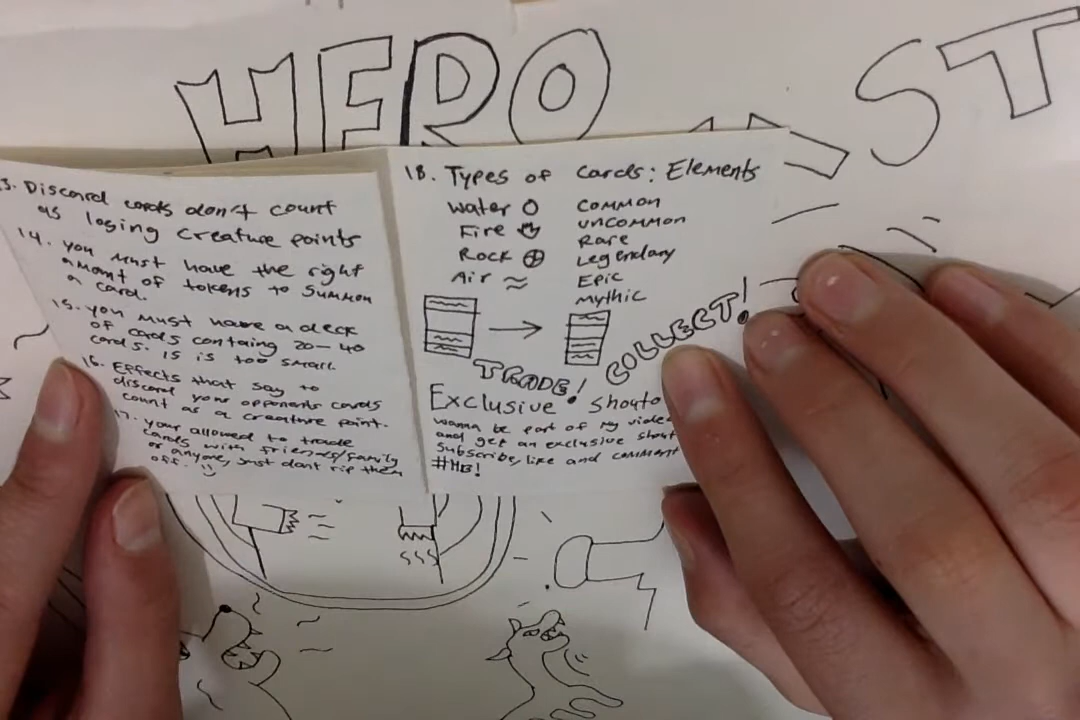 HERO
ST
3. Discard cards don't count
as losing creature points
14. you must have the right
amont of tokens to summon
a card.
15. you must have a deck
of cards containg 20-40
cards. 15 is too small.
16. Effects that say to
discard your opponents cards
count as a creature point.
17. your allowed to trade
cards with friends/family
or anyone, just dont rip them
off. :)
18. Types of cards: Elements
Water
Fire
Rock
Air
COMMON
UNCOMMON
Rare
Legendary
Epic
Mythic
TRADE! COLLECT!
Exclusive Shouto
wanna be part of my video
and get an exclusive shout
subscribe, like and comment
#HB!